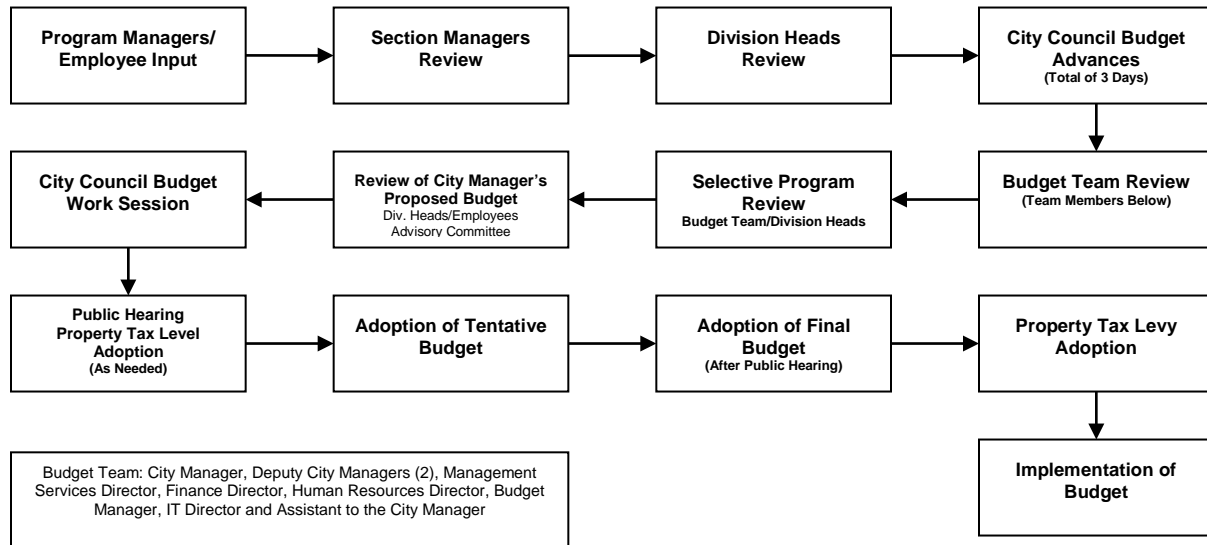 Program Managers/
Employee Input
Section Managers
Review
Division Heads
Review
City Council Budget
Advances
(Total of 3 Days)
City Council Budget
Work Session
Review of City Manager's
Proposed Budget
Div. Heads/Employees
Advisory Committee
Selective Program
Review
Budget Team/Division Heads
Budget Team Review
(Team Members Below)
Public Hearing
Property Tax Level
Adoption
(As Needed)
Adoption of Tentative
Budget
Adoption of Final
Budget
(After Public Hearing)
Property Tax Levy
Adoption
Budget Team: City Manager, Deputy City Managers (2), Management
Services Director, Finance Director, Human Resources Director, Budget
Manager, IT Director and Assistant to the City Manager
Implementation of
Budget